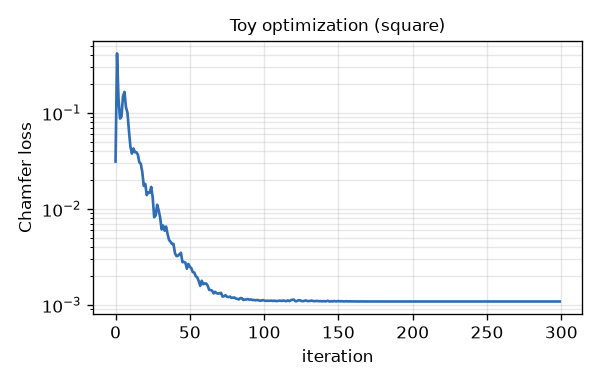 Toy optimization (square)
Chamfer loss
10⁻¹
10⁻²
10⁻³
0 50 100 150 200 250 300
iteration